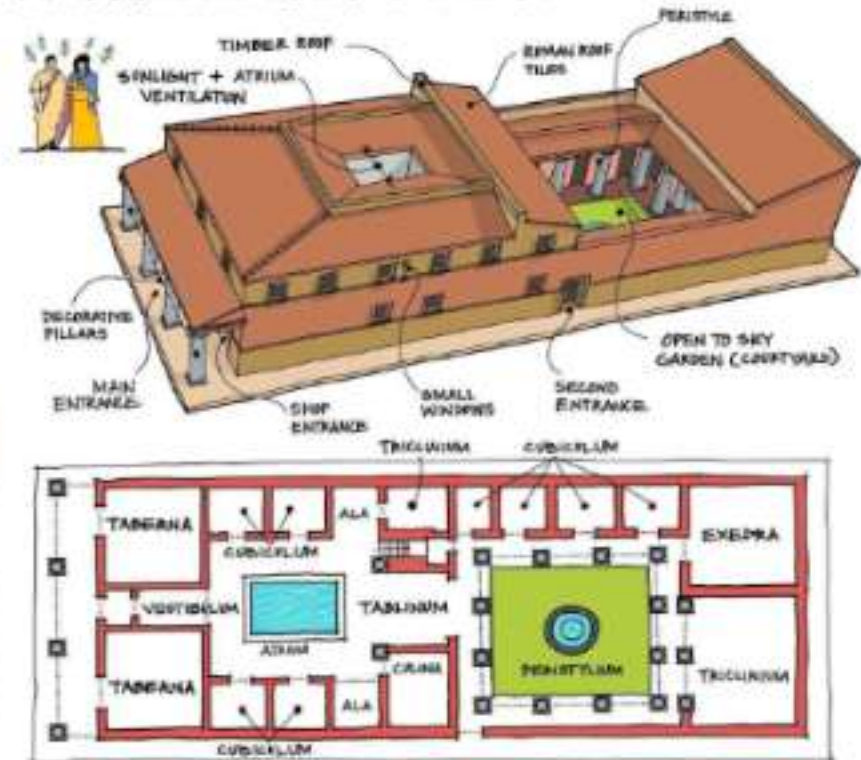 PERISTYLE
TIMBER ROOF
ROMAN ROOF
TILES
SUNLIGHT + ATRIUM
VENTILATION
DECORATIVE
PILLARS
MAIN
ENTRANCE
SHOP
ENTRANCE
SMALL
WINDOWS
SECOND
ENTRANCE
OPEN TO SKY
GARDEN (COURTYARD)
TRICLINIUM
CUBICULUM
TABERNA
ALA
CUBICULUM
EXEDRA
VESTIBULUM
TABLINUM
ATRIUM
PERISTYLIUM
TABERNA
ALA
TRICLINIUM
CUBICULUM